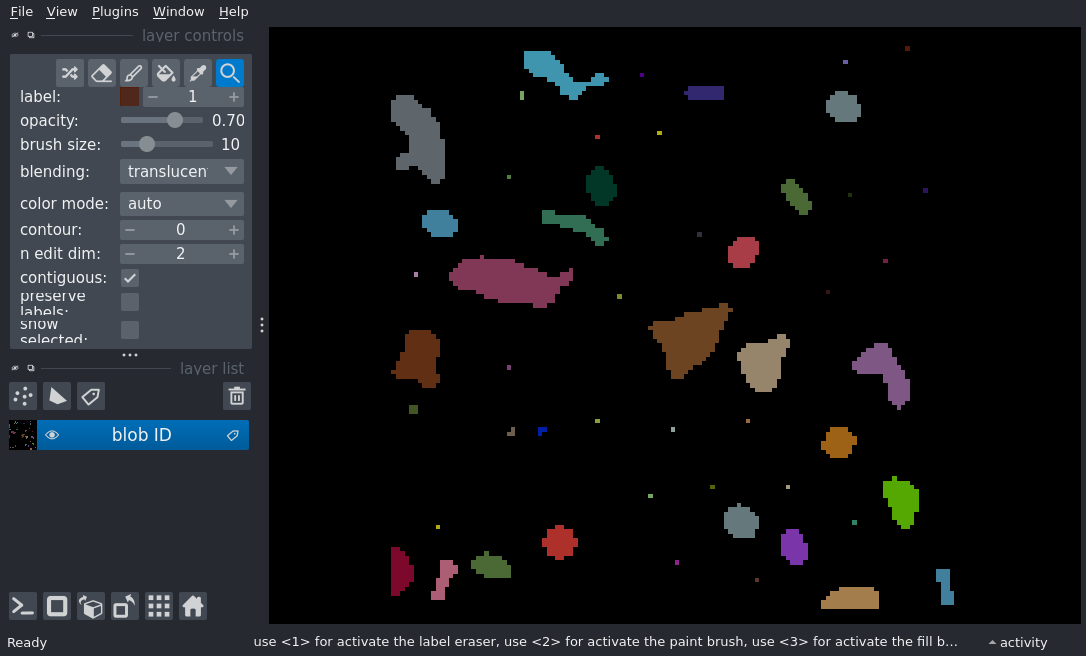 File View Plugins Window Help
layer controls
label: 1
opacity: 0.70
brush size: 10
blending: translucen
color mode: auto
contour: 0
n edit dim: 2
contiguous:
preserve
labels:
show
selected:
layer list
blob ID
Ready use <1> for activate the label eraser, use <2> for activate the paint brush, use <3> for activate the fill b... activity